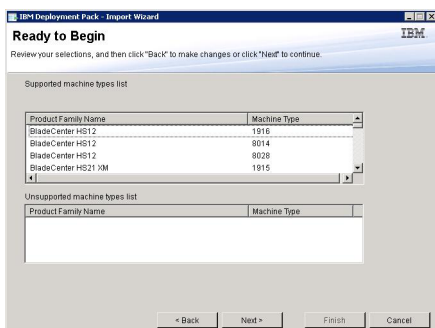 IBM Deployment Pack - Import Wizard
Ready to Begin
IBM
Review your selections, and then click "Back" to make changes or click "Next" to continue.
Supported machine types list
Product Family Name Machine Type
BladeCenter HS12 1916
BladeCenter HS12 8014
BladeCenter HS12 8028
BladeCenter HS21 XM 1915
Unsupported machine types list
Product Family Name Machine Type
< Back Next > Finish Cancel